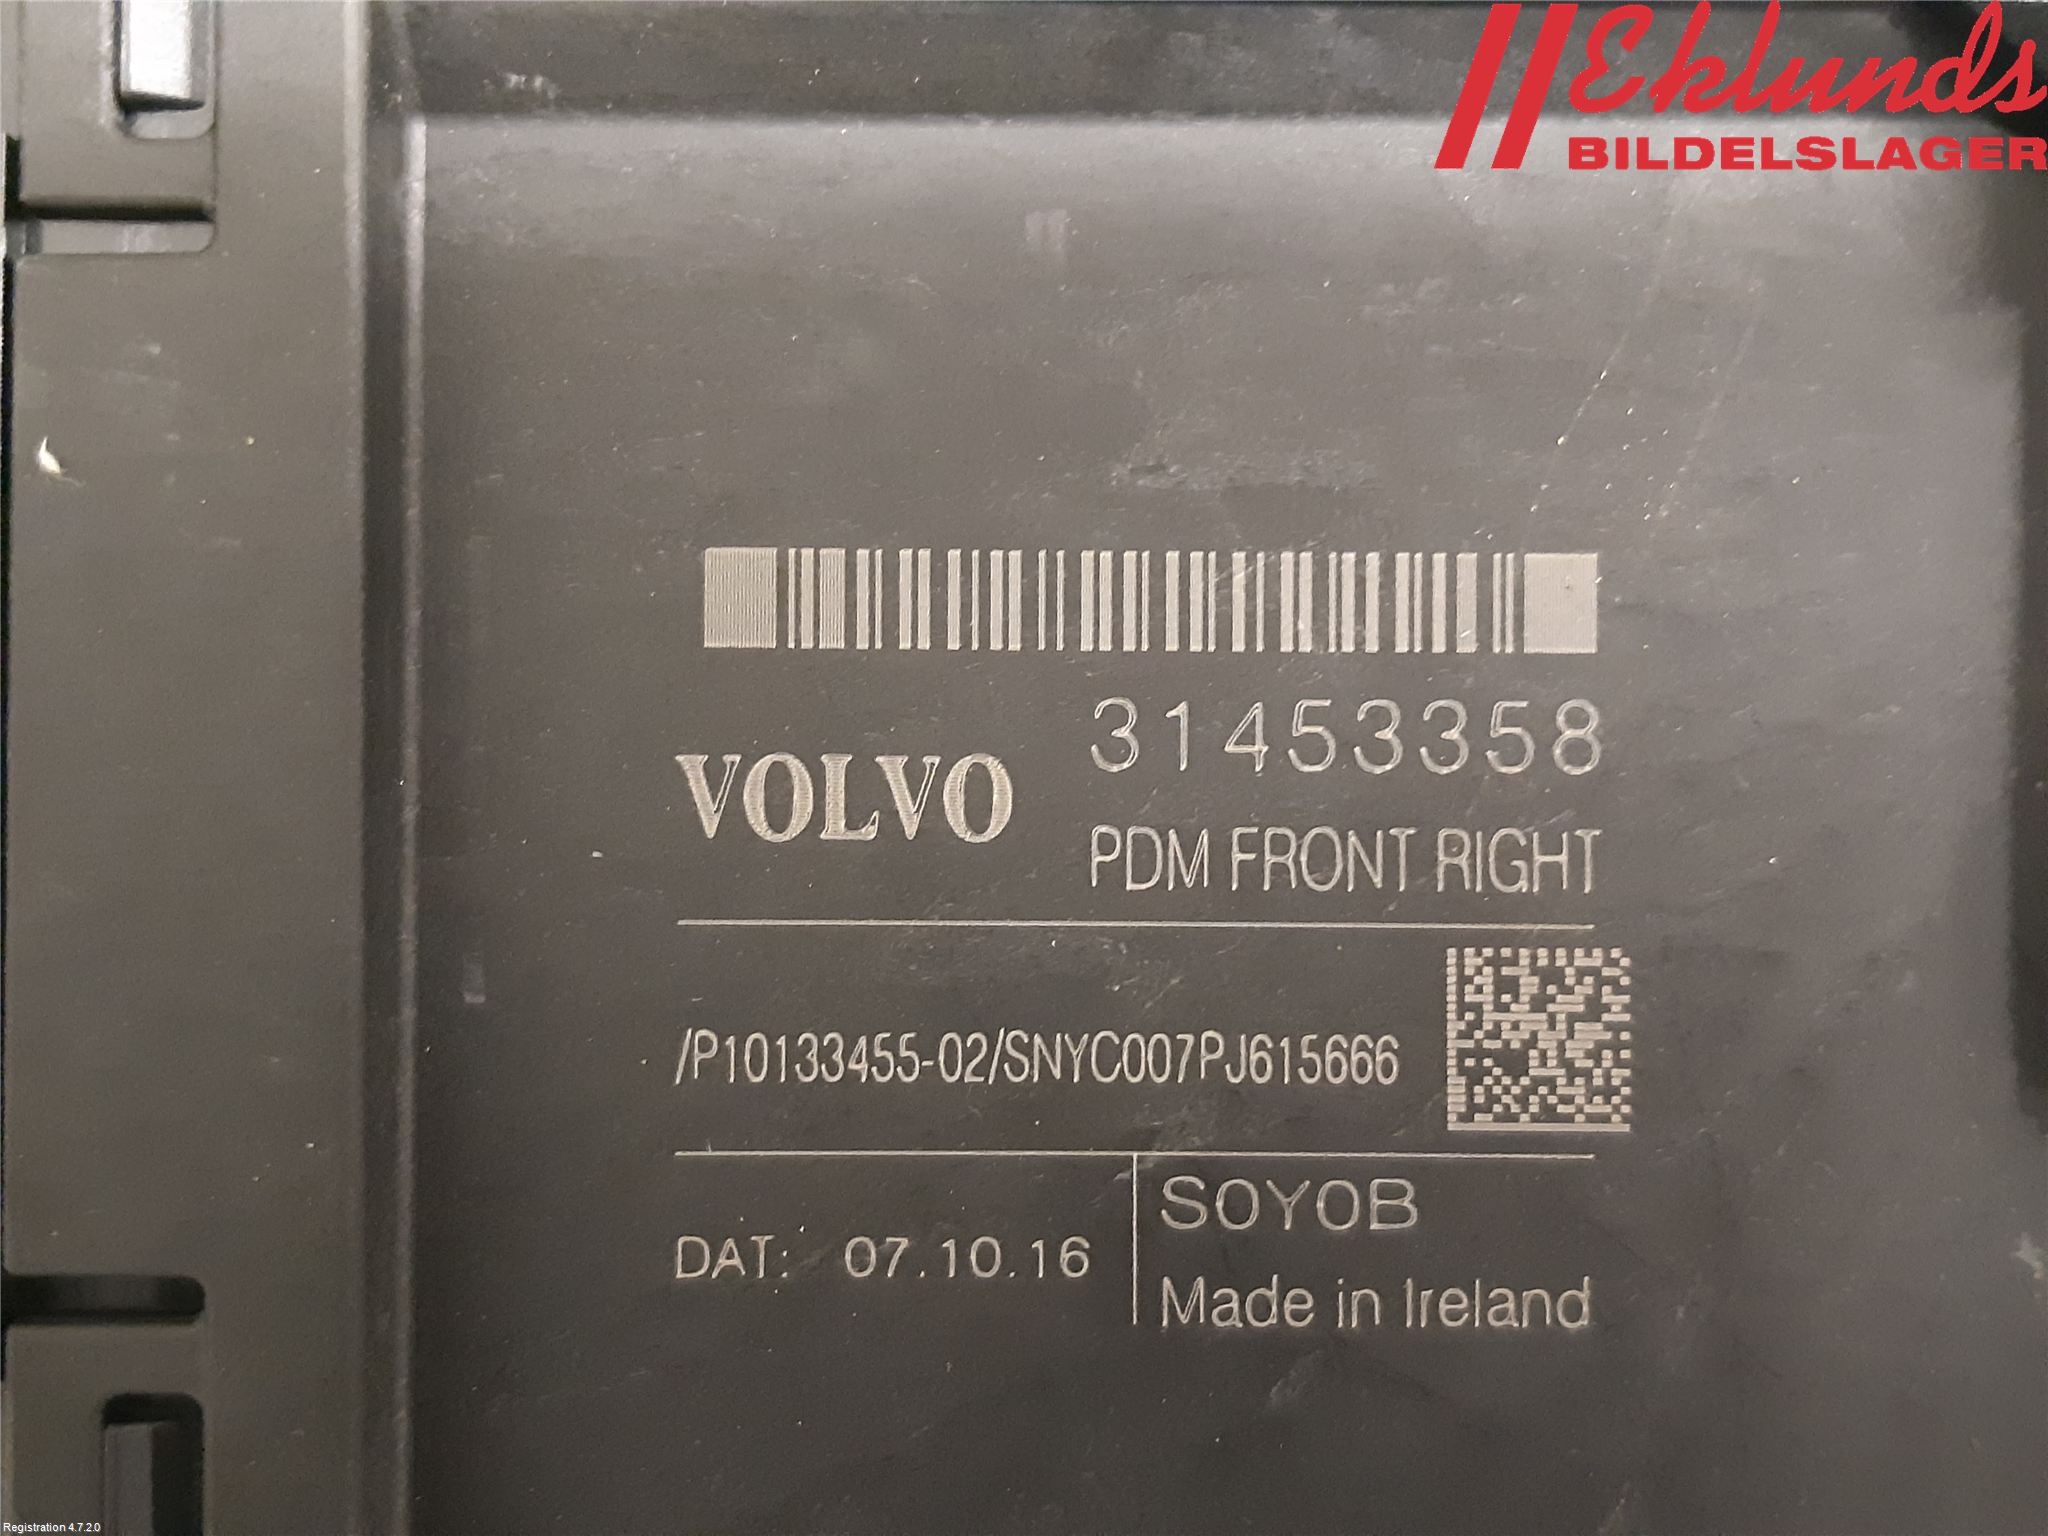 Eklunds
BILDELSLAGER
31453358
VOLVO
PDM FRONT RIGHT
/P10133455-02/SNYC007PJ615666
SOYOB
DAT: 07.10.16
Made in Ireland
Registration 4.7.2.0